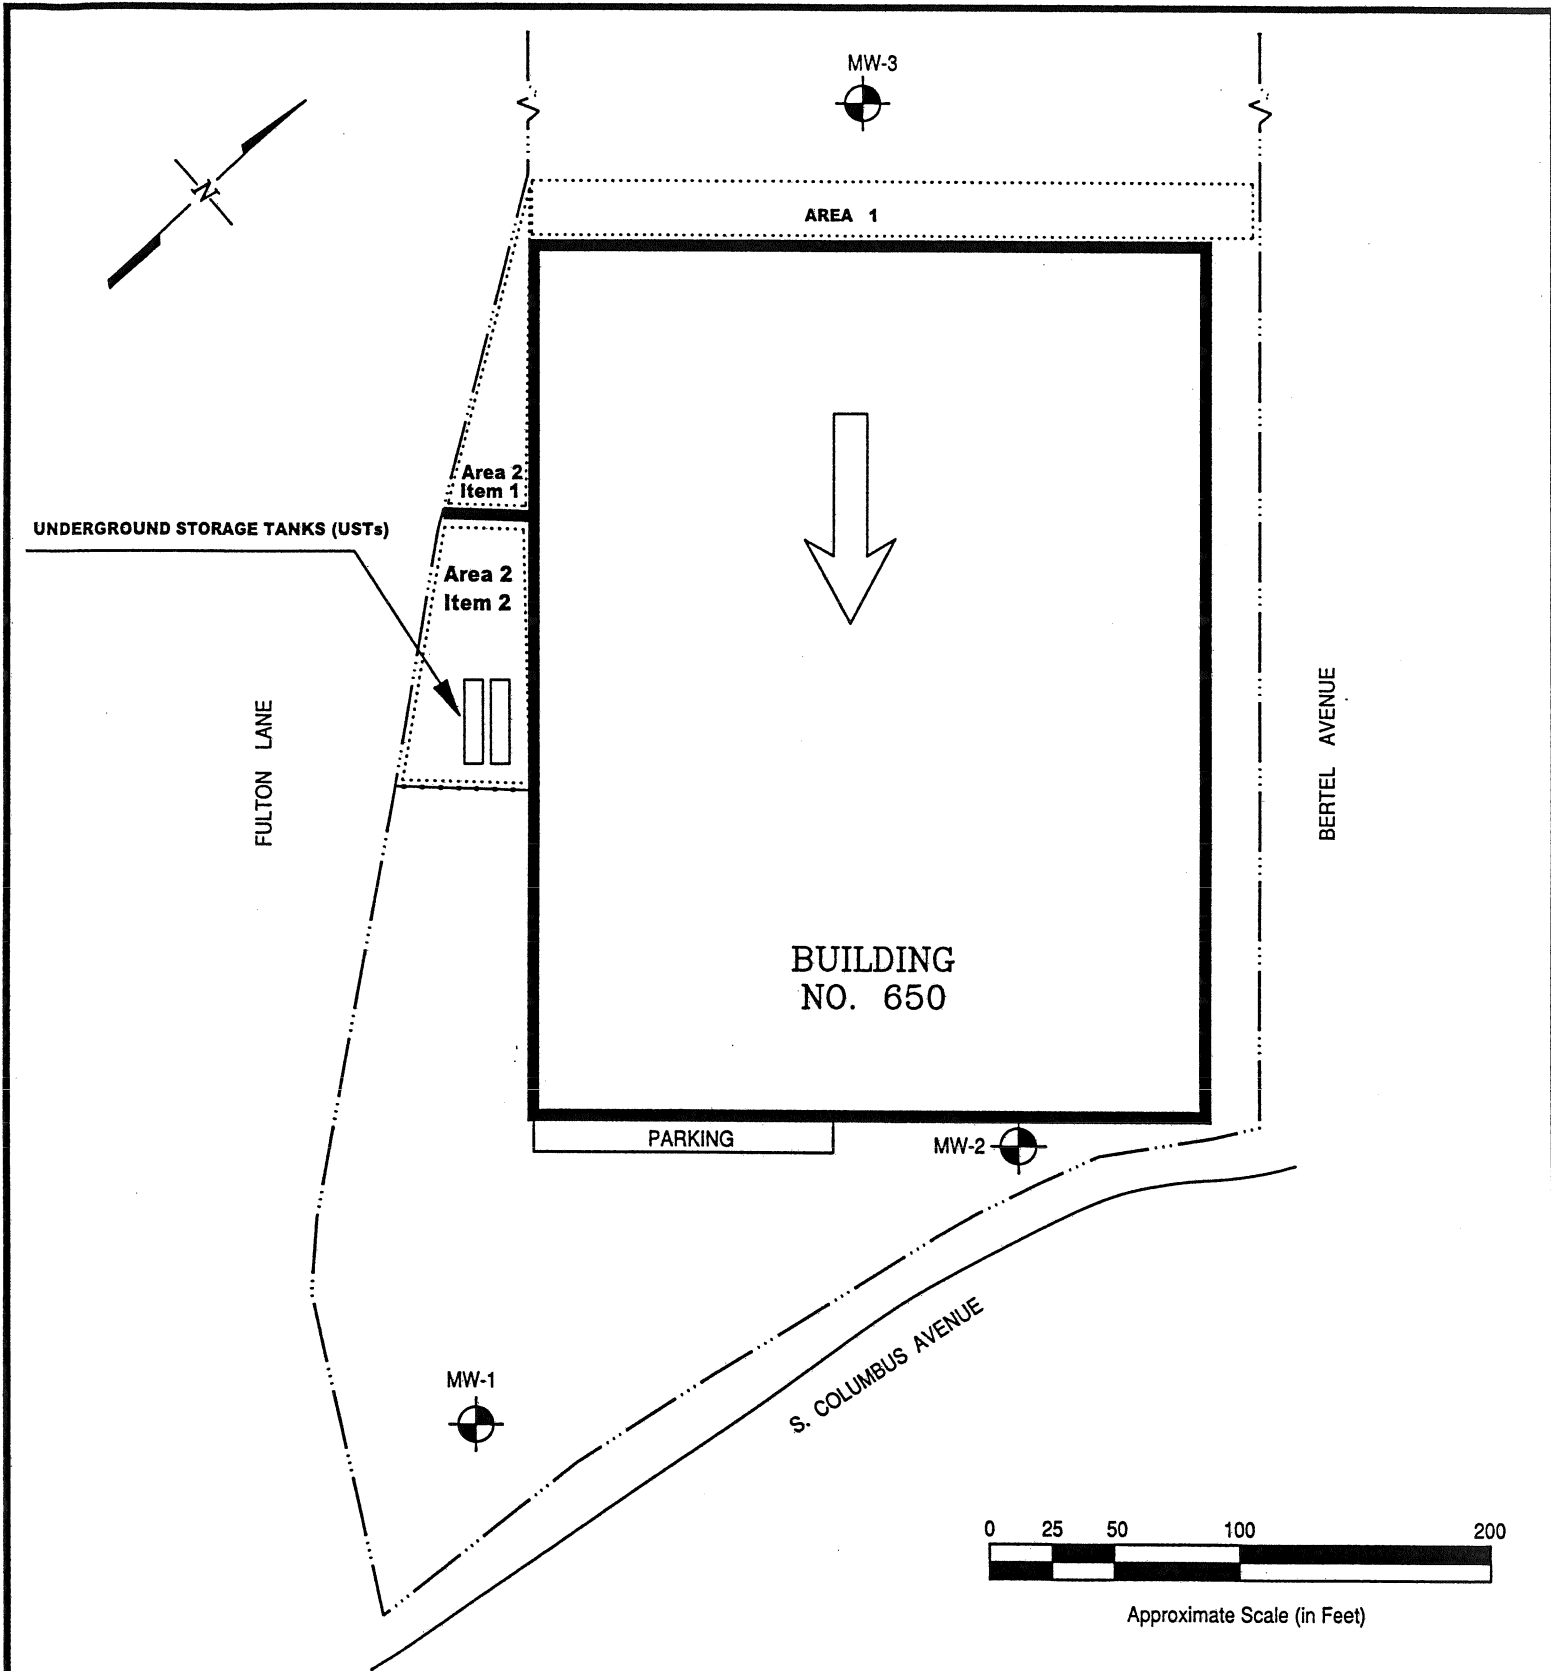 MW-3
N
AREA 1
Area 2
Item 1
UNDERGROUND STORAGE TANKS (USTs)
Area 2
Item 2
FULTON LANE
BERTEL AVENUE
BUILDING
NO. 650
PARKING
MW-2
S. COLUMBUS AVENUE
MW-1
0 25 50 100 200
Approximate Scale (in Feet)